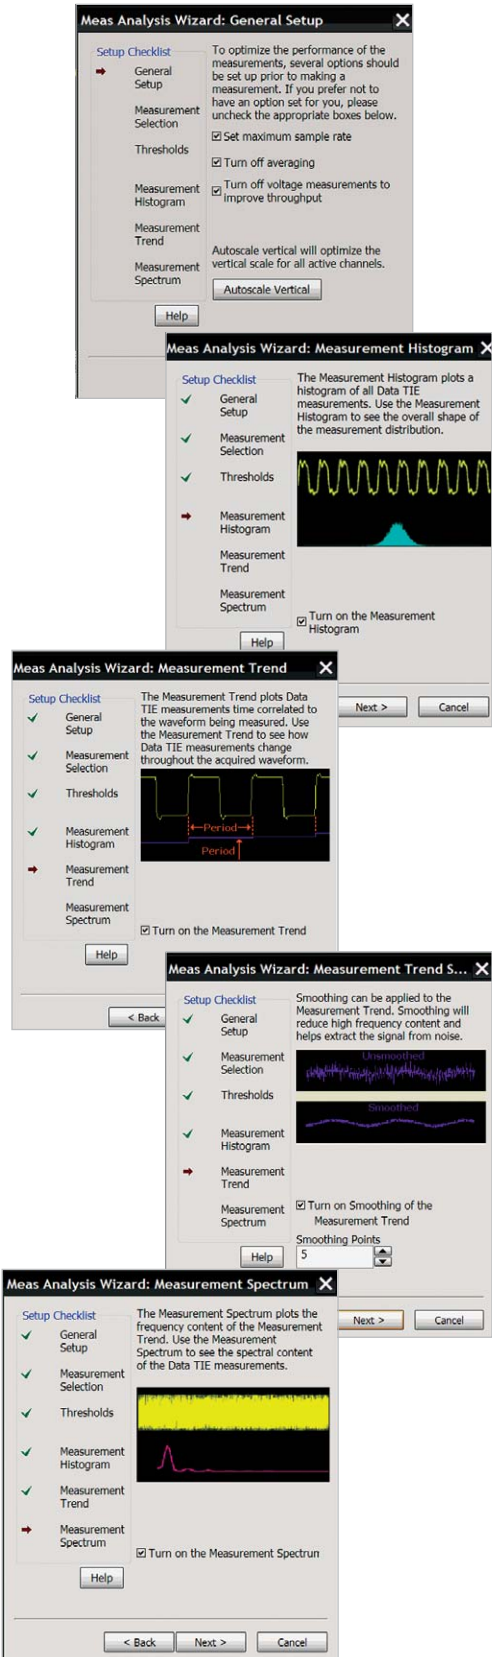 Meas Analysis Wizard: General Setup
Setup Checklist
General
Setup
Measurement
Selection
Thresholds
Measurement
Histogram
Measurement
Trend
Measurement
Spectrum
Help
To optimize the performance of the
measurements, several options should
be set up prior to making a
measurement. If you prefer not to
have an option set for you, please
uncheck the appropriate boxes below.
Set maximum sample rate
Turn off averaging
Turn off voltage measurements to
improve throughput
Autoscale vertical will optimize the
vertical scale for all active channels.
Autoscale Vertical
Meas Analysis Wizard: Measurement Histogram
Setup Checklist
General
Setup
Measurement
Selection
Thresholds
Measurement
Histogram
Measurement
Trend
Measurement
Spectrum
Help
The Measurement Histogram plots a
histogram of all Data TIE
measurements. Use the Measurement
Histogram to see the overall shape of
the measurement distribution.
Turn on the Measurement
Histogram
Next >
Cancel
Meas Analysis Wizard: Measurement Trend
Setup Checklist
General
Setup
Measurement
Selection
Thresholds
Measurement
Histogram
Measurement
Trend
Measurement
Spectrum
Help
The Measurement Trend plots Data
TIE measurements time correlated to
the waveform being measured. Use
the Measurement Trend to see how
Data TIE measurements change
throughout the acquired waveform.
Period
Period
Turn on the Measurement Trend
< Back
Meas Analysis Wizard: Measurement Trend S...
Setup Checklist
General
Setup
Measurement
Selection
Thresholds
Measurement
Histogram
Measurement
Trend
Measurement
Spectrum
Help
Smoothing can be applied to the
Measurement Trend. Smoothing will
reduce high frequency content and
helps extract the signal from noise.
Unsmoothed
Smoothed
Turn on Smoothing of the
Measurement Trend
Smoothing Points
5
Next >
Cancel
Meas Analysis Wizard: Measurement Spectrum
Setup Checklist
General
Setup
Measurement
Selection
Thresholds
Measurement
Histogram
Measurement
Trend
Measurement
Spectrum
Help
The Measurement Spectrum plots the
frequency content of the Measurement
Trend. Use the Measurement
Spectrum to see the spectral content
of the Data TIE measurements.
Turn on the Measurement Spectrun
< Back
Next >
Cancel